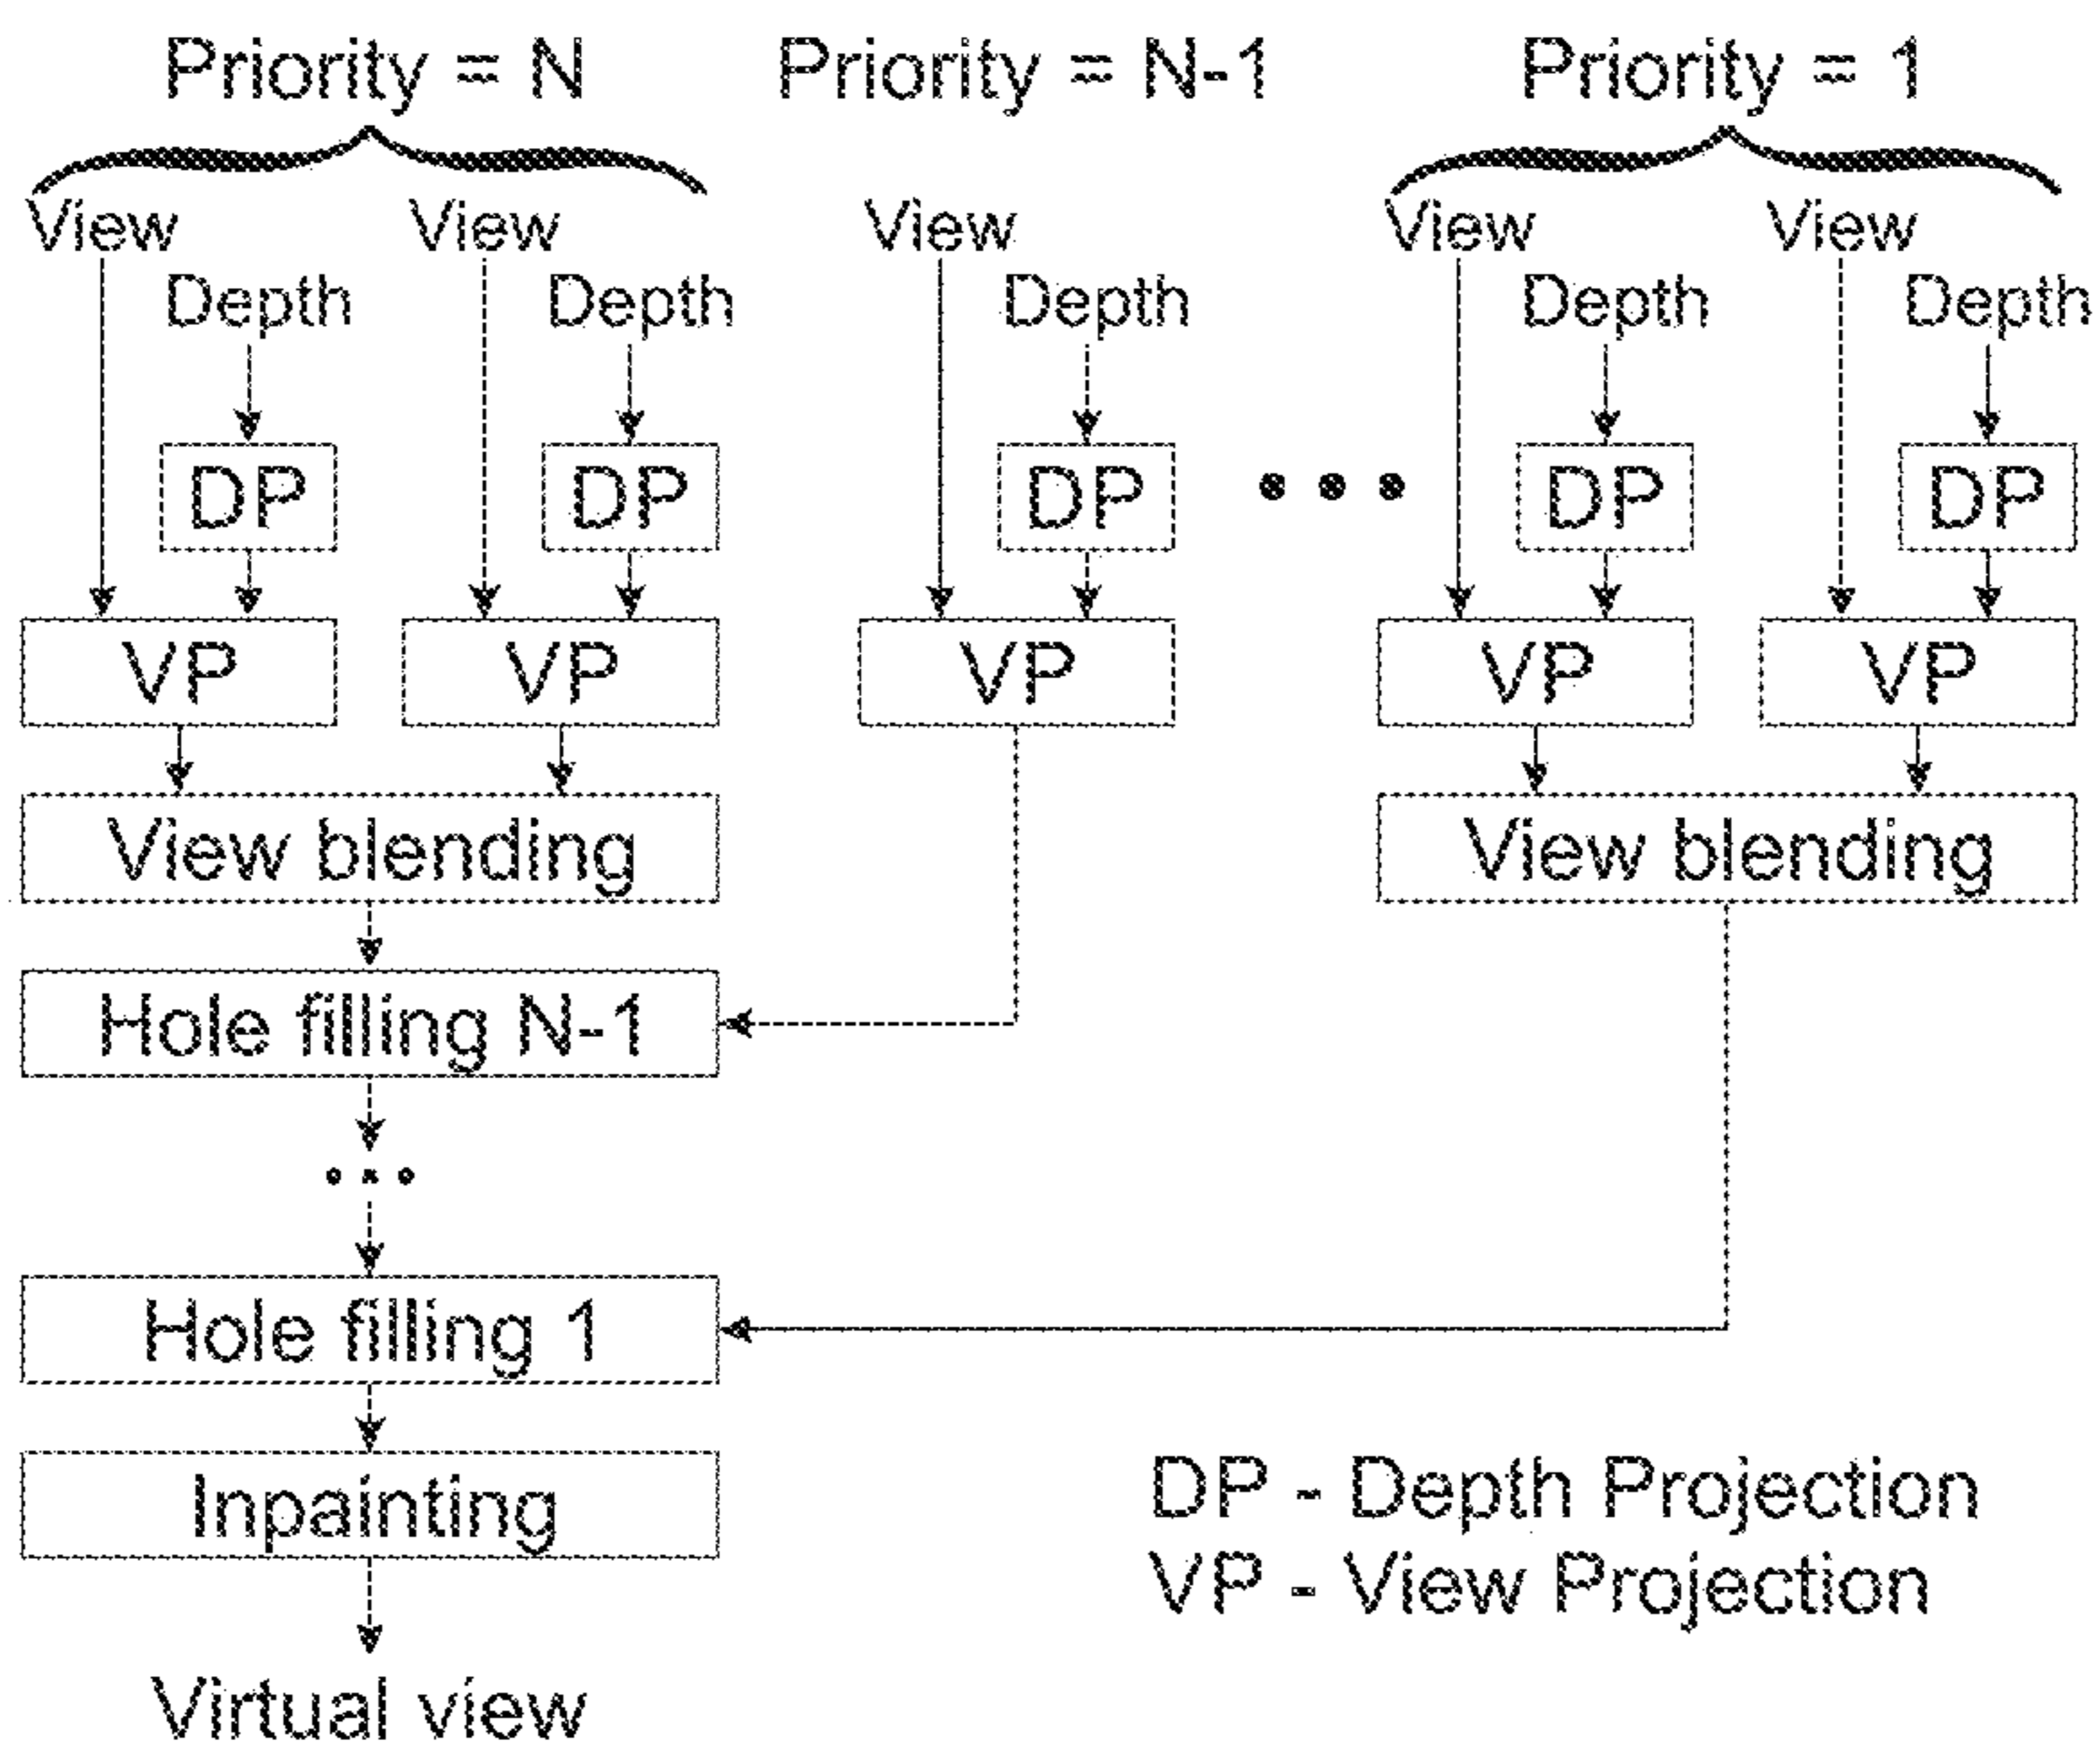 Priority = N Priority = N-1 Priority = 1
View View View View View
Depth Depth Depth Depth Depth
DP DP DP • • • DP DP
VP VP VP VP VP
View blending View blending
Hole filling N-1
• • •
Hole filling 1
Inpainting
DP - Depth Projection
VP - View Projection
Virtual view